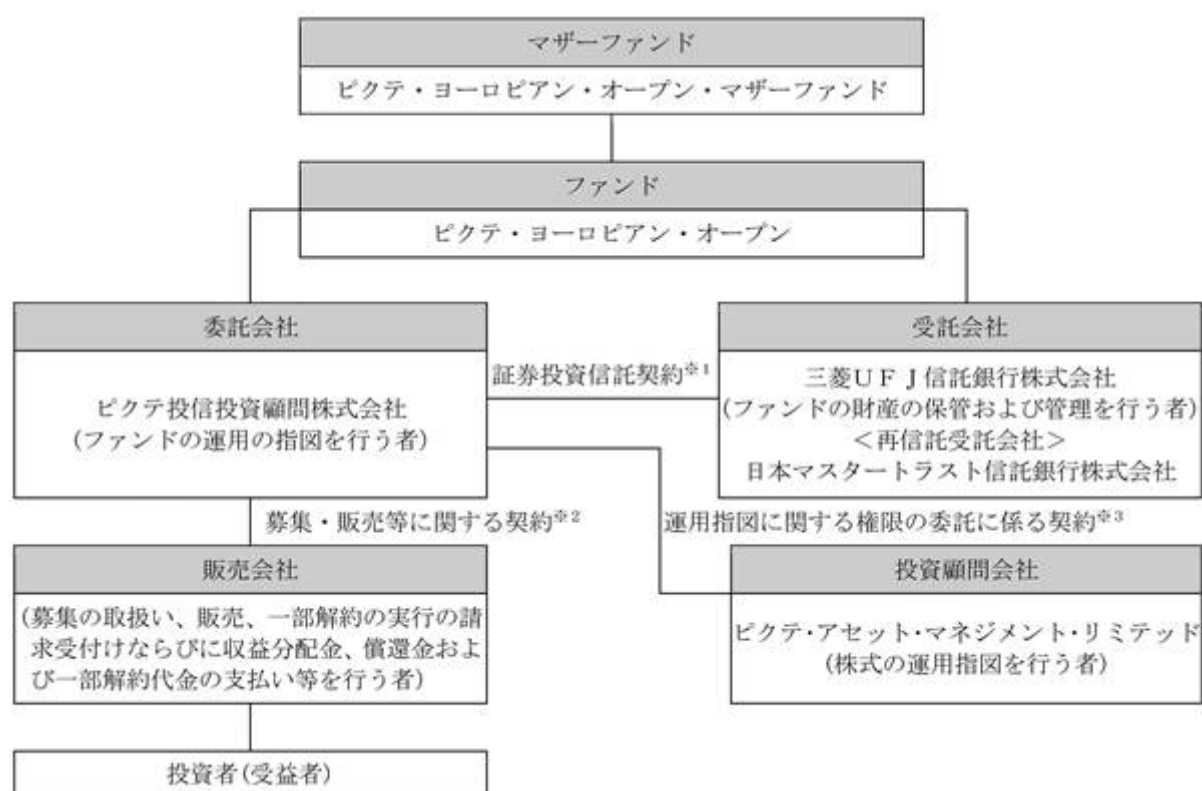 マザーファンド
ピクテ・ヨーロピアン・オープン・マザーファンド
ファンド
ピクテ・ヨーロピアン・オープン
委託会社
ピクテ投信投資顧問株式会社
(ファンドの運用の指図を行う者)
証券投資信託契約※1
受託会社
三菱UFJ信託銀行株式会社
(ファンドの財産の保管および管理を行う者)
<再信託受託会社>
日本マスタートラスト信託銀行株式会社
募集・販売等に関する契約※2
運用指図に関する権限の委託に係る契約※3
販売会社
(募集の取扱い、販売、一部解約の実行の請
求受付けならびに収益分配金、償還金およ
び一部解約代金の支払い等を行う者)
投資顧問会社
ピクテ・アセット・マネジメント・リミテッド
(株式の運用指図を行う者)
投資者(受益者)